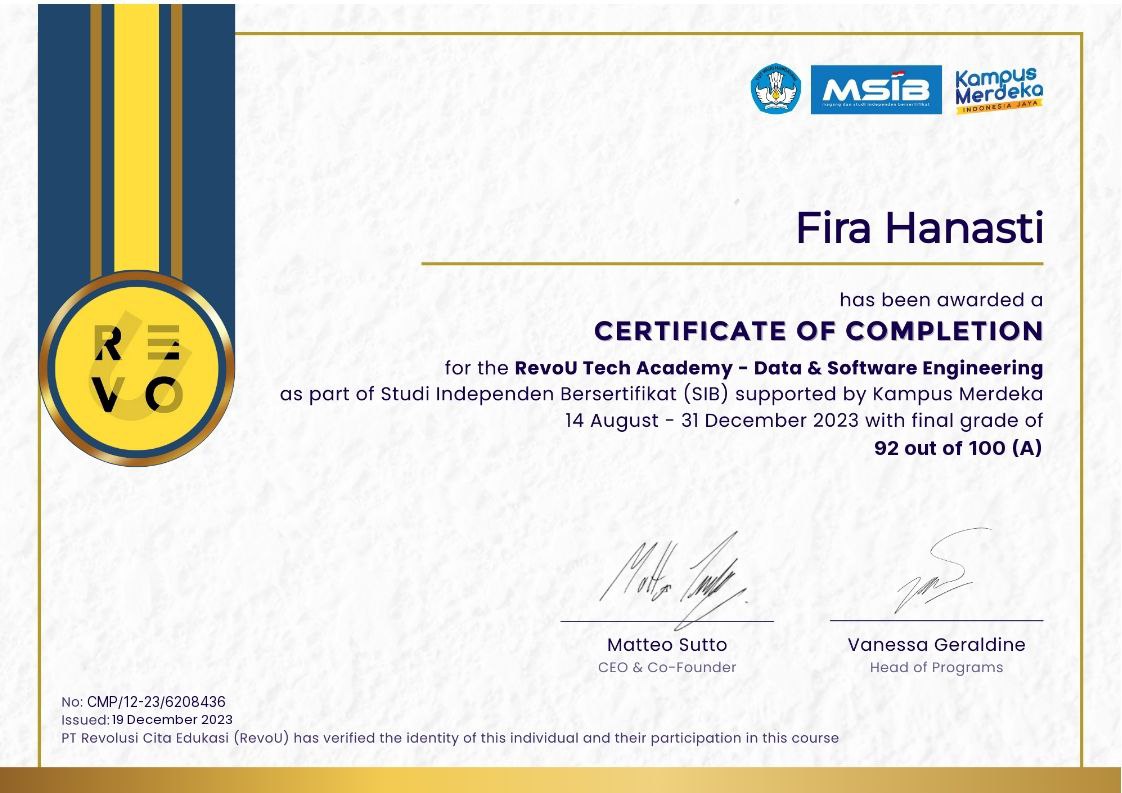 MSIB
magang dan studi independen bersertifikat
Kampus
Merdeka
INDONESIA JAYA
Fira Hanasti
has been awarded a
CERTIFICATE OF COMPLETION
for the RevoU Tech Academy - Data & Software Engineering
as part of Studi Independen Bersertifikat (SIB) supported by Kampus Merdeka
14 August - 31 December 2023 with final grade of
92 out of 100 (A)
RE
VO
Matteo Sutto
CEO & Co-Founder
Vanessa Geraldine
Head of Programs
No: CMP/12-23/6208436
Issued: 19 December 2023
PT Revolusi Cita Edukasi (RevoU) has verified the identity of this individual and their participation in this course